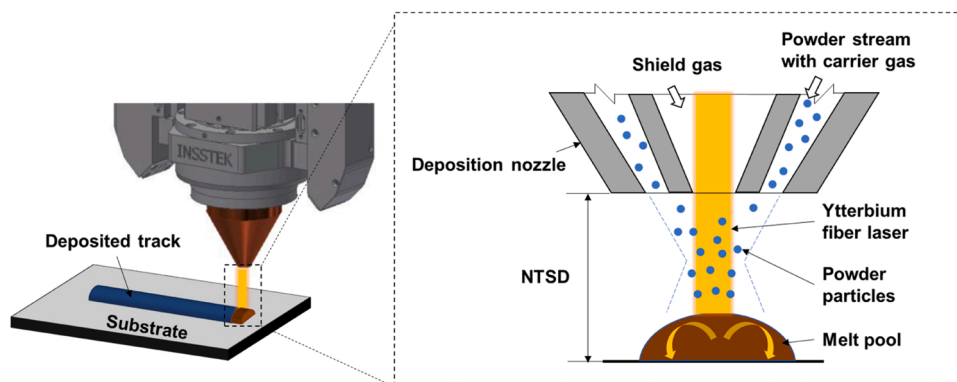 INSSTEK
Deposited track
Substrate
Shield gas
Powder stream
with carrier gas
Deposition nozzle
NTSD
Ytterbium
fiber laser
Powder
particles
Melt pool